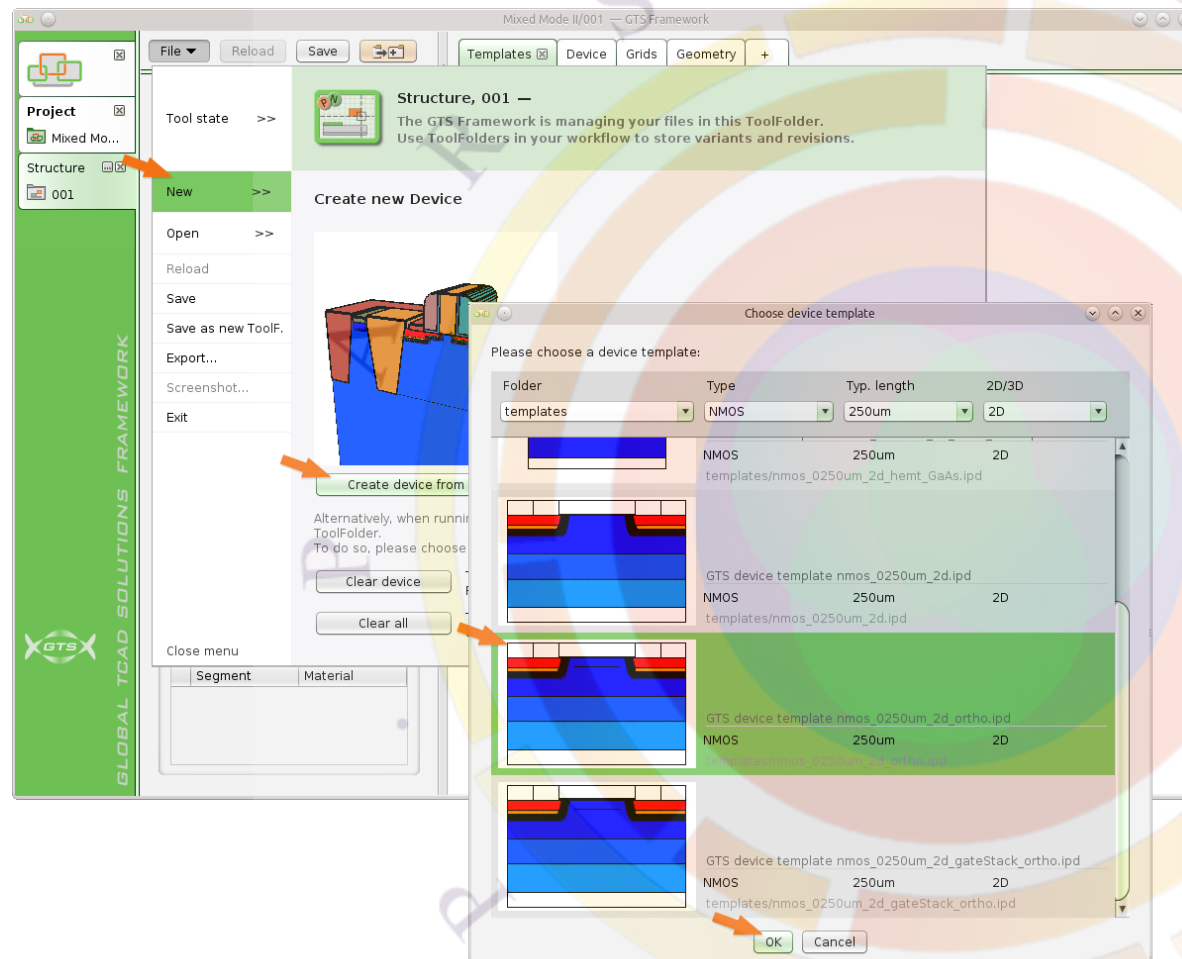 Mixed Mode II/001 — GTS Framework
File
Reload
Save
Templates
Device
Grids
Geometry
+
Project
Mixed Mo...
Structure
001
Tool state >>
New >>
Open >>
Reload
Save
Save as new ToolF.
Export...
Screenshot...
Exit
Close menu
Structure, 001 —
The GTS Framework is managing your files in this ToolFolder.
Use ToolFolders in your workflow to store variants and revisions.
Create new Device
Create device from
Alternatively, when runni
ToolFolder.
To do so, please choose
Clear device
Clear all
Segment Material
GLOBAL TCAD SOLUTIONS FRAMEWORK
GTS
Choose device template
Please choose a device template:
Folder Type Typ. length 2D/3D
templates NMOS 250um 2D
NMOS 250um 2D
templates/nmos_0250um_2d_hemt_GaAs.ipd
GTS device template nmos_0250um_2d.ipd
NMOS 250um 2D
templates/nmos_0250um_2d.ipd
GTS device template nmos_0250um_2d_ortho.ipd
NMOS 250um 2D
templates/nmos_0250um_2d_ortho.ipd
GTS device template nmos_0250um_2d_gateStack_ortho.ipd
NMOS 250um 2D
templates/nmos_0250um_2d_gateStack_ortho.ipd
OK
Cancel